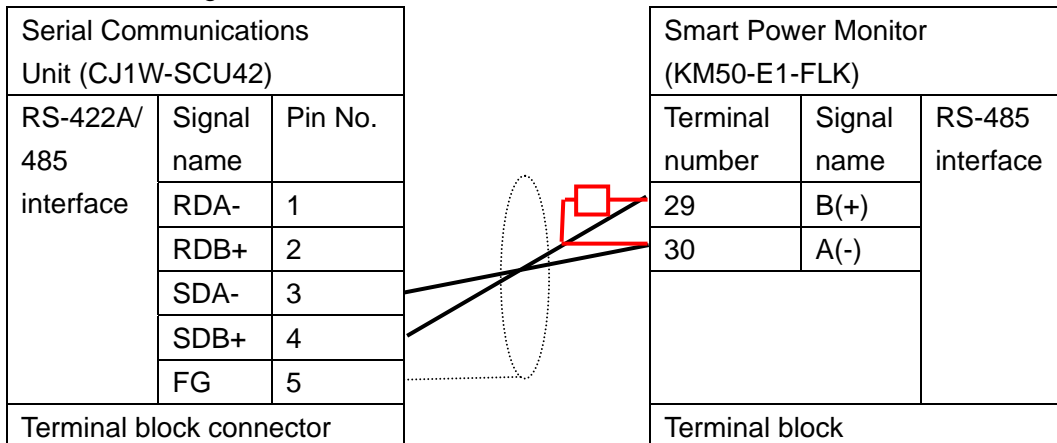 Serial Communications
Unit (CJ1W-SCU42)
RS-422A/
485
interface
Signal
name
Pin No.
RDA- 1
RDB+ 2
SDA- 3
SDB+ 4
FG 5
Terminal block connector
Smart Power Monitor
(KM50-E1-FLK)
Terminal
number
Signal
name
RS-485
interface
29 B(+)
30 A(-)
Terminal block